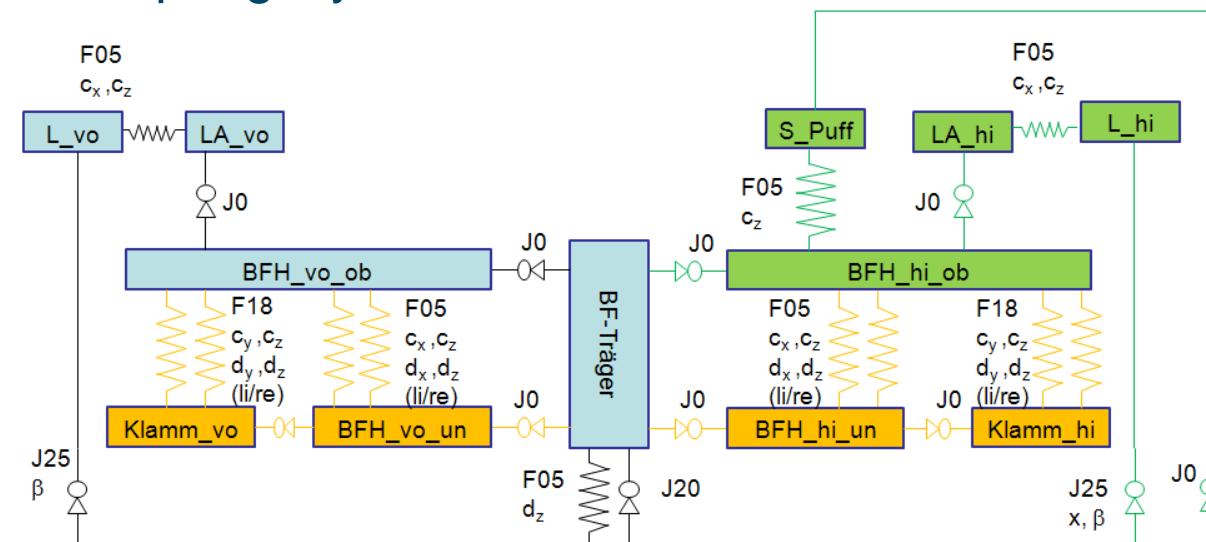 F05
cx ,cz
L_vo
LA_vo
J0
BFH_vo_ob
J0
F18
cy ,cz
dy ,dz
(li/re)
F05
cx ,cz
dx ,dz
(li/re)
Klamm_vo
BFH_vo_un
J0
J25
β
BF-Träger
F05
dz
J20
S_Puff
F05
cz
LA_hi
F05
cx ,cz
L_hi
J0
J0
BFH_hi_ob
F05
cx ,cz
dx ,dz
(li/re)
F18
cy ,cz
dy ,dz
(li/re)
J0
BFH_hi_un
J0
Klamm_hi
J25
x, β
J0